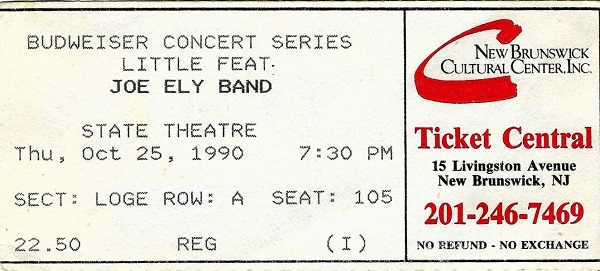 BUDWEISER CONCERT SERIES
LITTLE FEAT.
JOE ELY BAND
STATE THEATRE
Thu, Oct 25, 1990 7:30 PM
SECT: LOGE ROW: A SEAT: 105
22.50 REG (I)
NEW BRUNSWICK
CULTURAL CENTER, INC.
Ticket Central
15 Livingston Avenue
New Brunswick, NJ
201-246-7469
NO REFUND - NO EXCHANGE